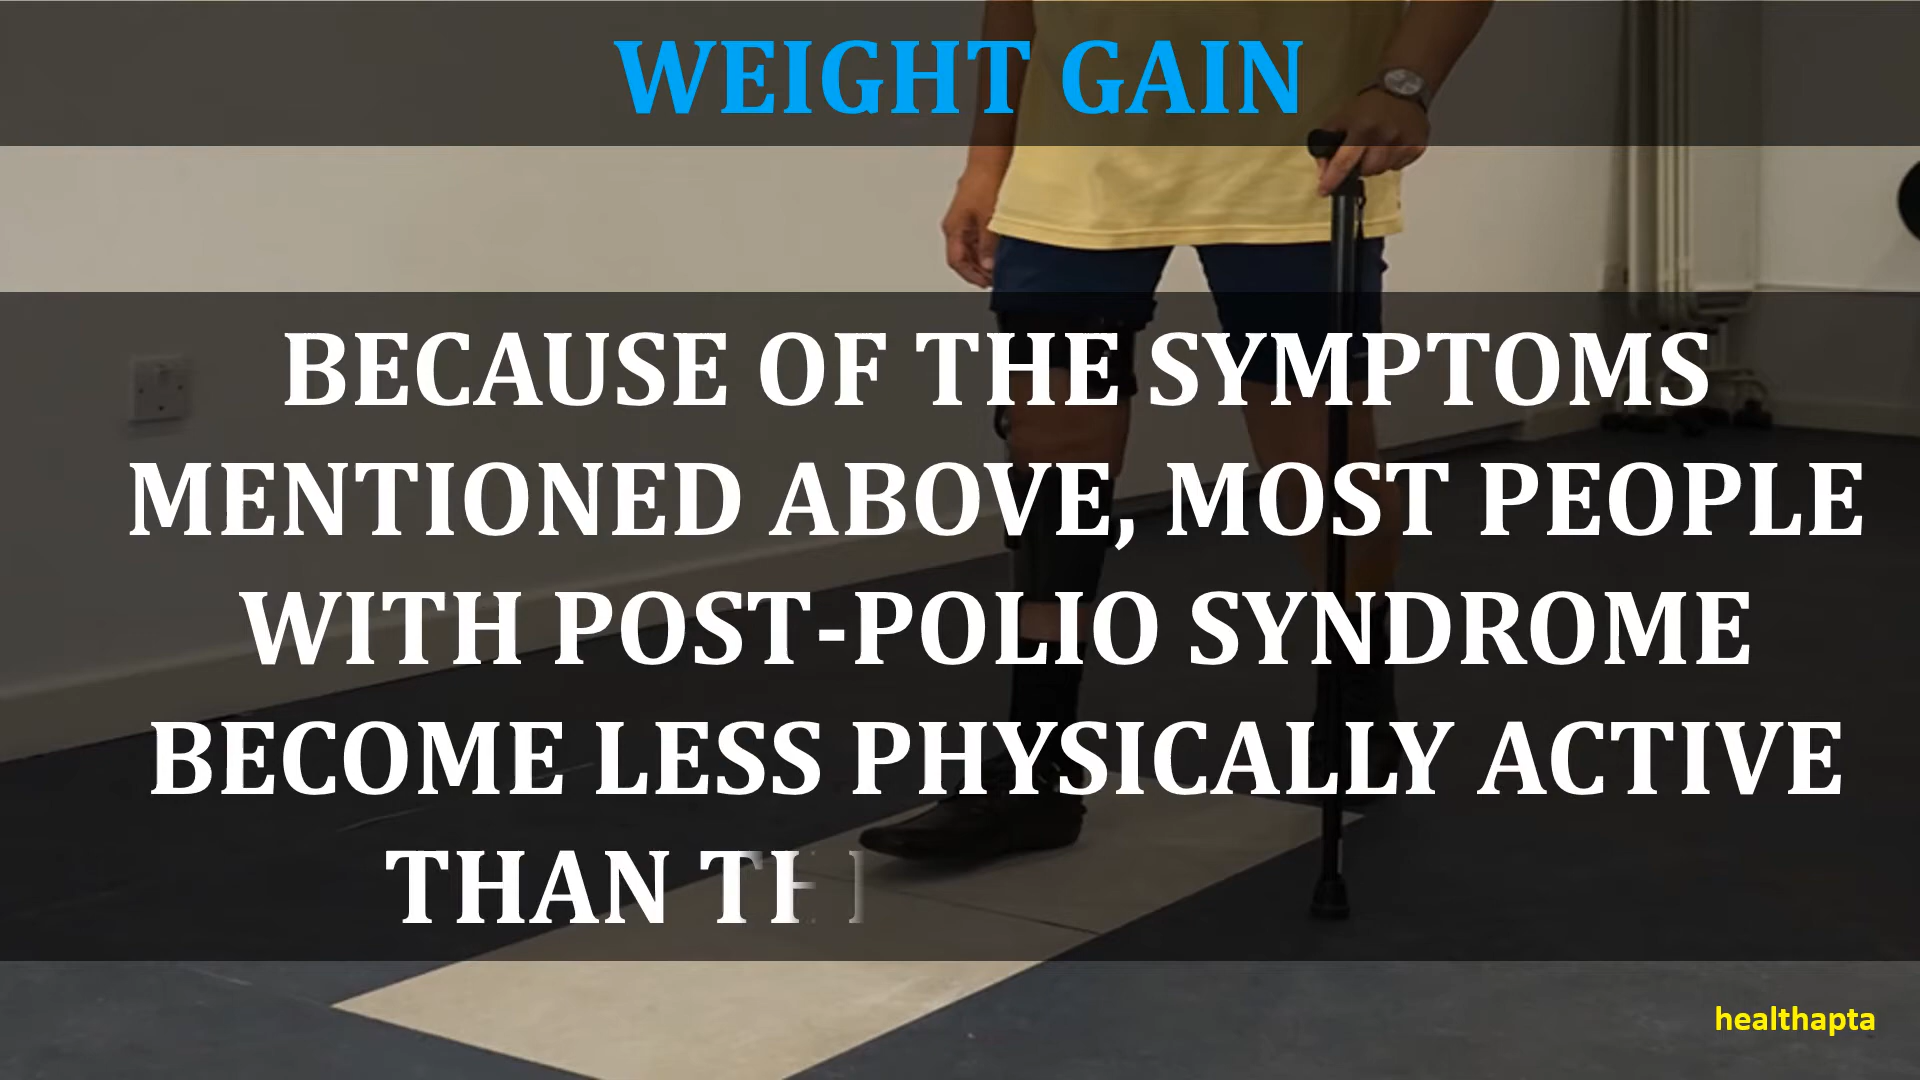 WEIGHT GAIN
BECAUSE OF THE SYMPTOMS
MENTIONED ABOVE, MOST PEOPLE
WITH POST-POLIO SYNDROME
BECOME LESS PHYSICALLY ACTIVE
THAN
healthapta